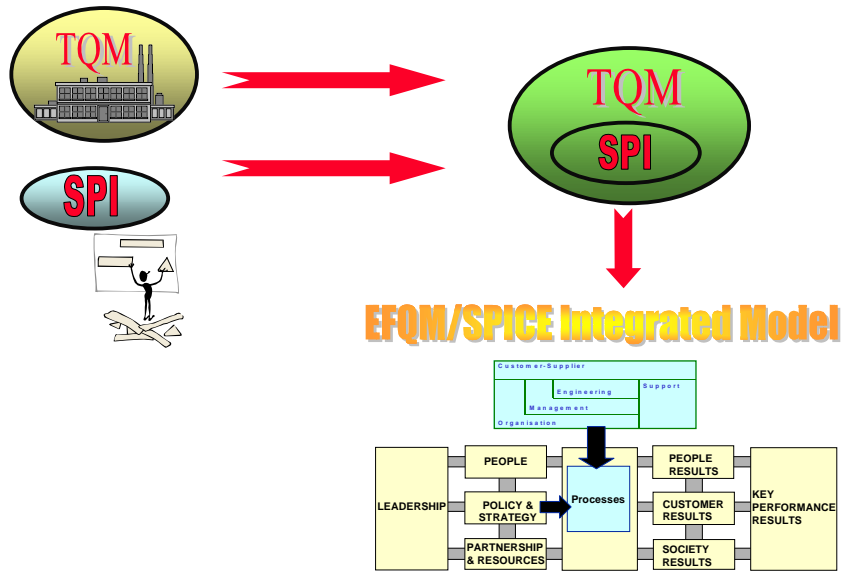 TQM
SPI
TQM
SPI
EFQM/SPICE Integrated Model
Customer-Supplier
Support
Engineering
Management
Organisation
LEADERSHIP
PEOPLE
POLICY &
STRATEGY
PARTNERSHIP
& RESOURCES
Processes
PEOPLE
RESULTS
CUSTOMER
RESULTS
SOCIETY
RESULTS
KEY
PERFORMANCE
RESULTS